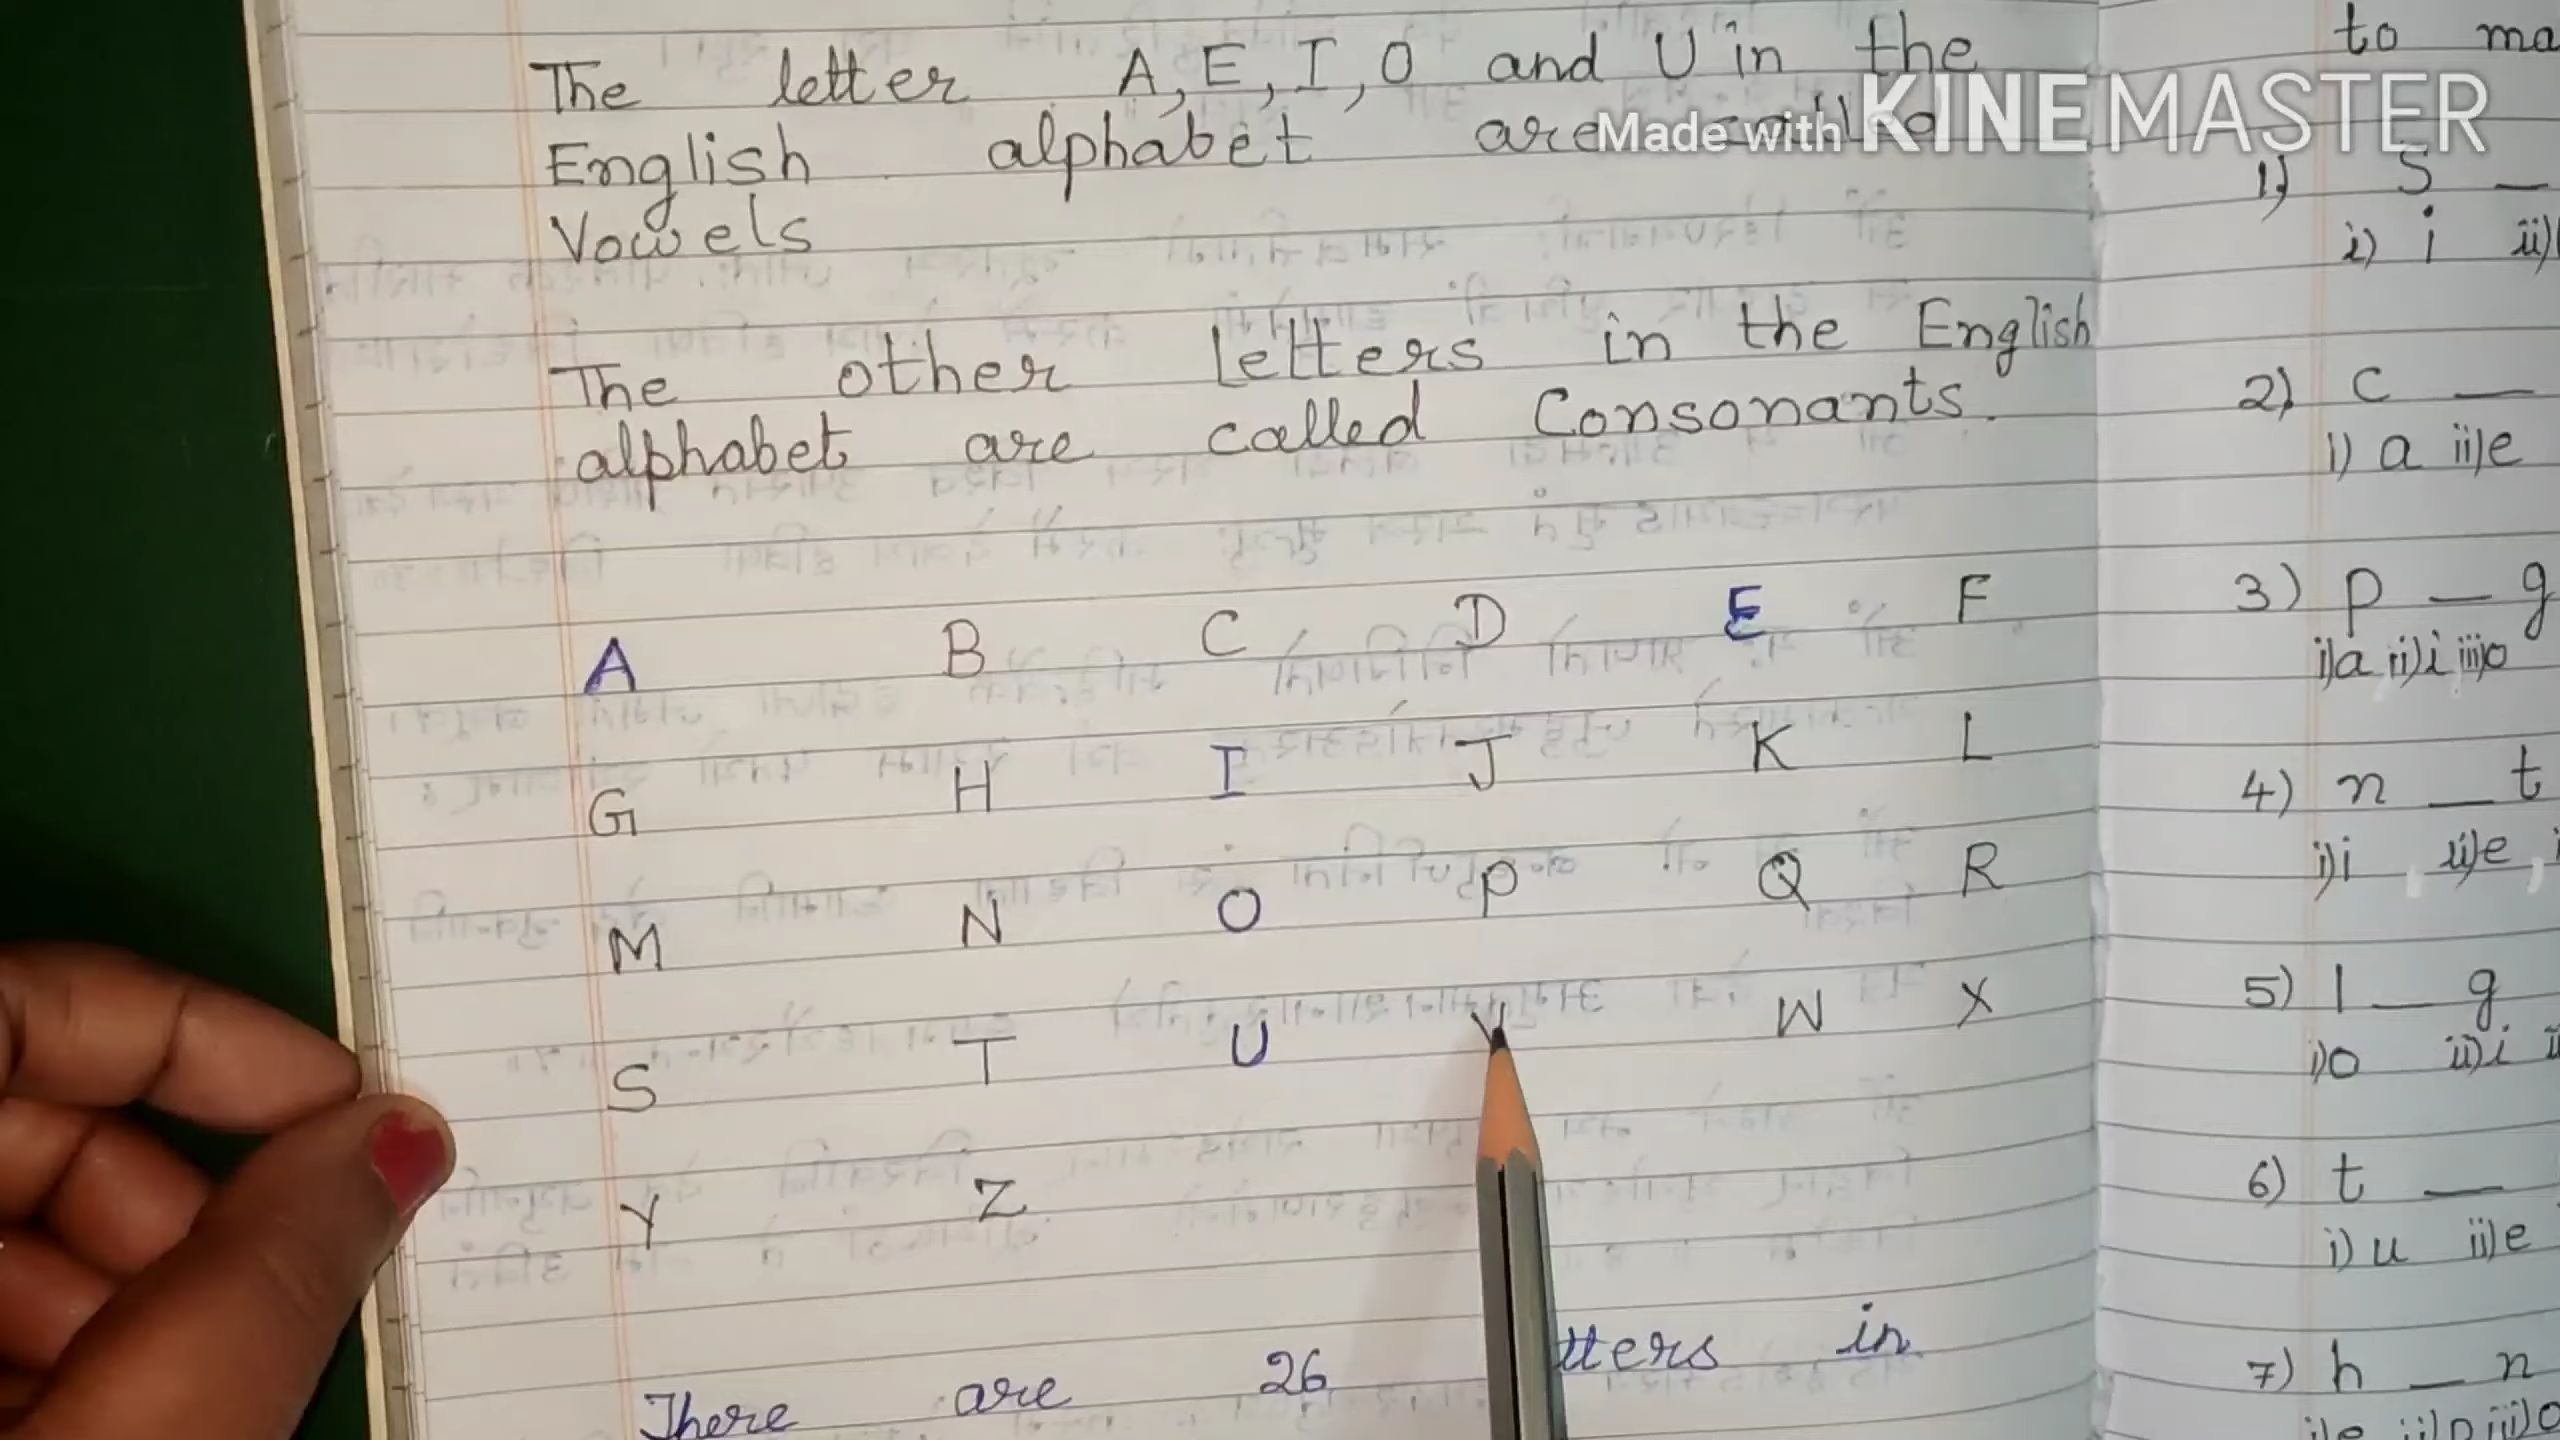 The letter A, E, I, O and U in the
English alphabet are called
Vowels
The other letters in the English
alphabet are called Consonants.
A B C D E F
G H I J K L
M N O P Q R
S T U V W X
Y Z
There are 26 tters in
to ma
1) S _
i) i ii)
2) c _
i) a ii) e
3) p _ g
i) a ii) i iii) o
4) n _ t
i) i ii) e,
5) l _ g
i) o ii) i
6) t _
i) u ii) e
7) h _ n
Made with KINEMASTER